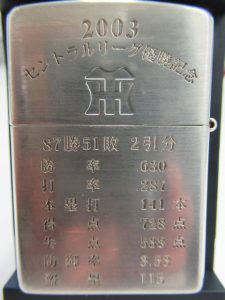 2003
セントラルリーグ優勝記念
87勝51敗 2引分
勝 率 .630
打 率 .287
本塁打 141 本
得 点 728 点
失 点 538 点
防御率 3.53
盗 塁 115